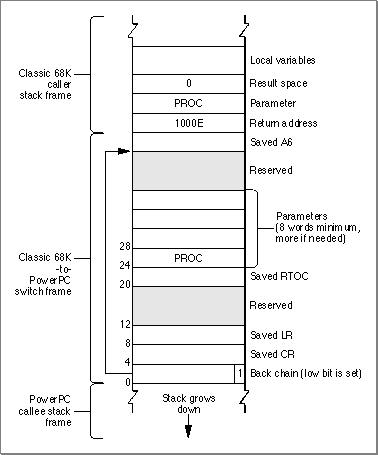 Classic 68K
caller
stack frame
Local variables
0
Result space
PROC
Parameter
1000E
Return address
Saved A6
Reserved
Parameters
(8 words minimum,
more if needed)
Classic 68K
-to-
PowerPC
switch frame
28
24
PROC
Saved RTOC
20
Reserved
12
Saved LR
8
Saved CR
4
1
Back chain (low bit is set)
0
PowerPC
callee stack
frame
Stack grows
down